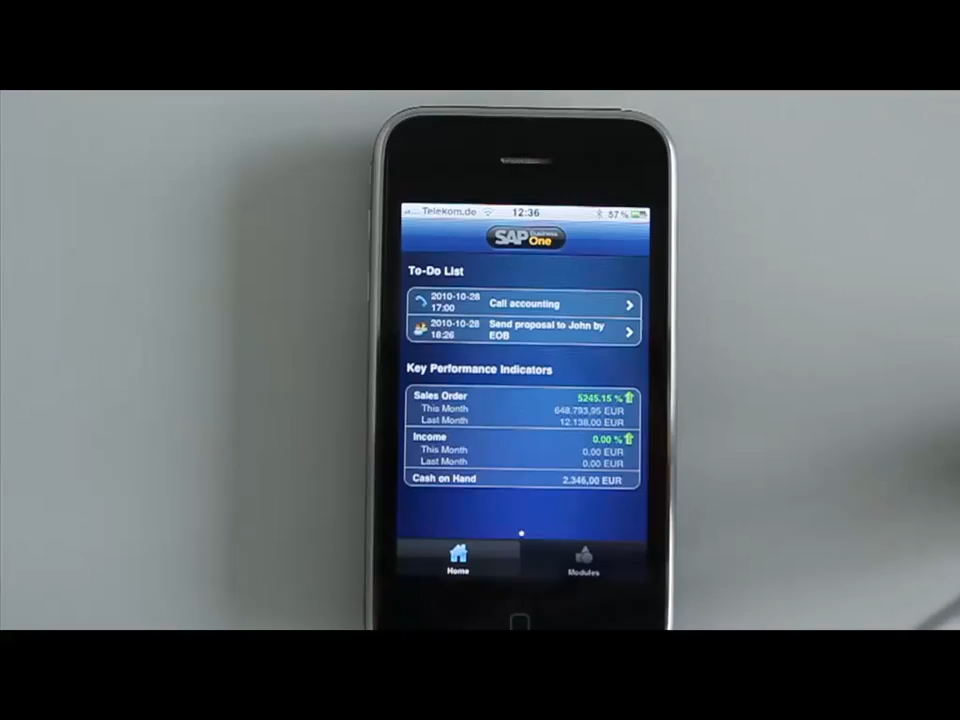 Telekom.de 12:36 57 %
SAP Business One
To-Do List
2010-10-28 17:00 Call accounting
2010-10-28 18:26 Send proposal to John by EOB
Key Performance Indicators
Sales Order 5245.15 %
This Month 648.793,95 EUR
Last Month 12.138,00 EUR
Income 0.00 %
This Month 0,00 EUR
Last Month 0,00 EUR
Cash on Hand 2.346,00 EUR
Home Modules